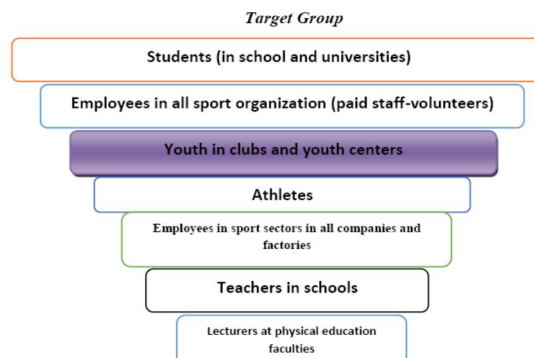 Target Group
Students (in school and universities)
Employees in all sport organization (paid staff-volunteers)
Youth in clubs and youth centers
Athletes
Employees in sport sectors in all companies and
factories
Teachers in schools
Lecturers at physical education
faculties